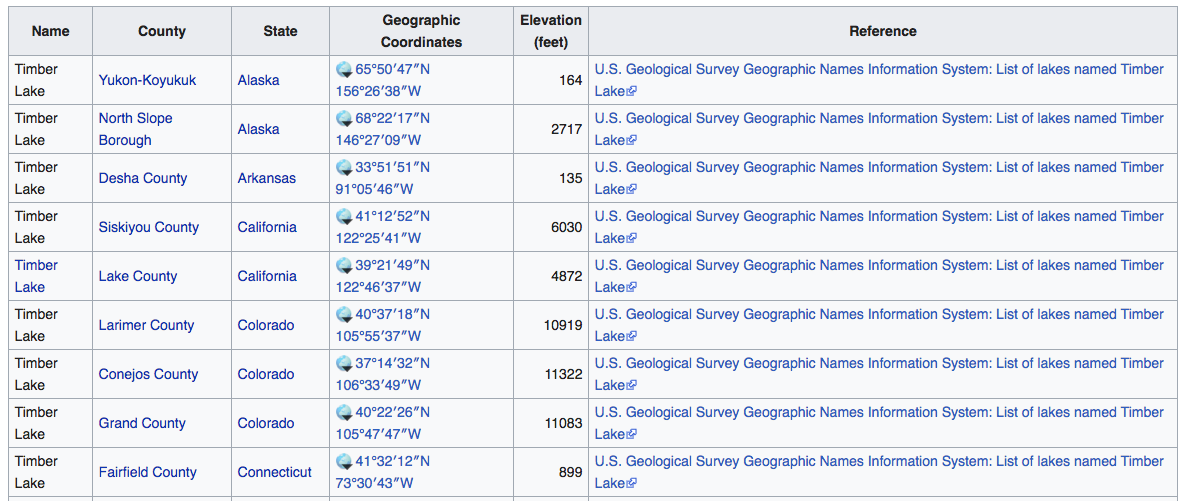 Name County State Geographic Coordinates Elevation (feet) Reference
Timber Lake Yukon-Koyukuk Alaska 65°50′47″N 156°26′38″W 164 U.S. Geological Survey Geographic Names Information System: List of lakes named Timber Lake
Timber Lake North Slope Borough Alaska 68°22′17″N 146°27′09″W 2717 U.S. Geological Survey Geographic Names Information System: List of lakes named Timber Lake
Timber Lake Desha County Arkansas 33°51′51″N 91°05′46″W 135 U.S. Geological Survey Geographic Names Information System: List of lakes named Timber Lake
Timber Lake Siskiyou County California 41°12′52″N 122°25′41″W 6030 U.S. Geological Survey Geographic Names Information System: List of lakes named Timber Lake
Timber Lake Lake County California 39°21′49″N 122°46′37″W 4872 U.S. Geological Survey Geographic Names Information System: List of lakes named Timber Lake
Timber Lake Larimer County Colorado 40°37′18″N 105°55′37″W 10919 U.S. Geological Survey Geographic Names Information System: List of lakes named Timber Lake
Timber Lake Conejos County Colorado 37°14′32″N 106°33′49″W 11322 U.S. Geological Survey Geographic Names Information System: List of lakes named Timber Lake
Timber Lake Grand County Colorado 40°22′26″N 105°47′47″W 11083 U.S. Geological Survey Geographic Names Information System: List of lakes named Timber Lake
Timber Lake Fairfield County Connecticut 41°32′12″N 73°30′43″W 899 U.S. Geological Survey Geographic Names Information System: List of lakes named Timber Lake